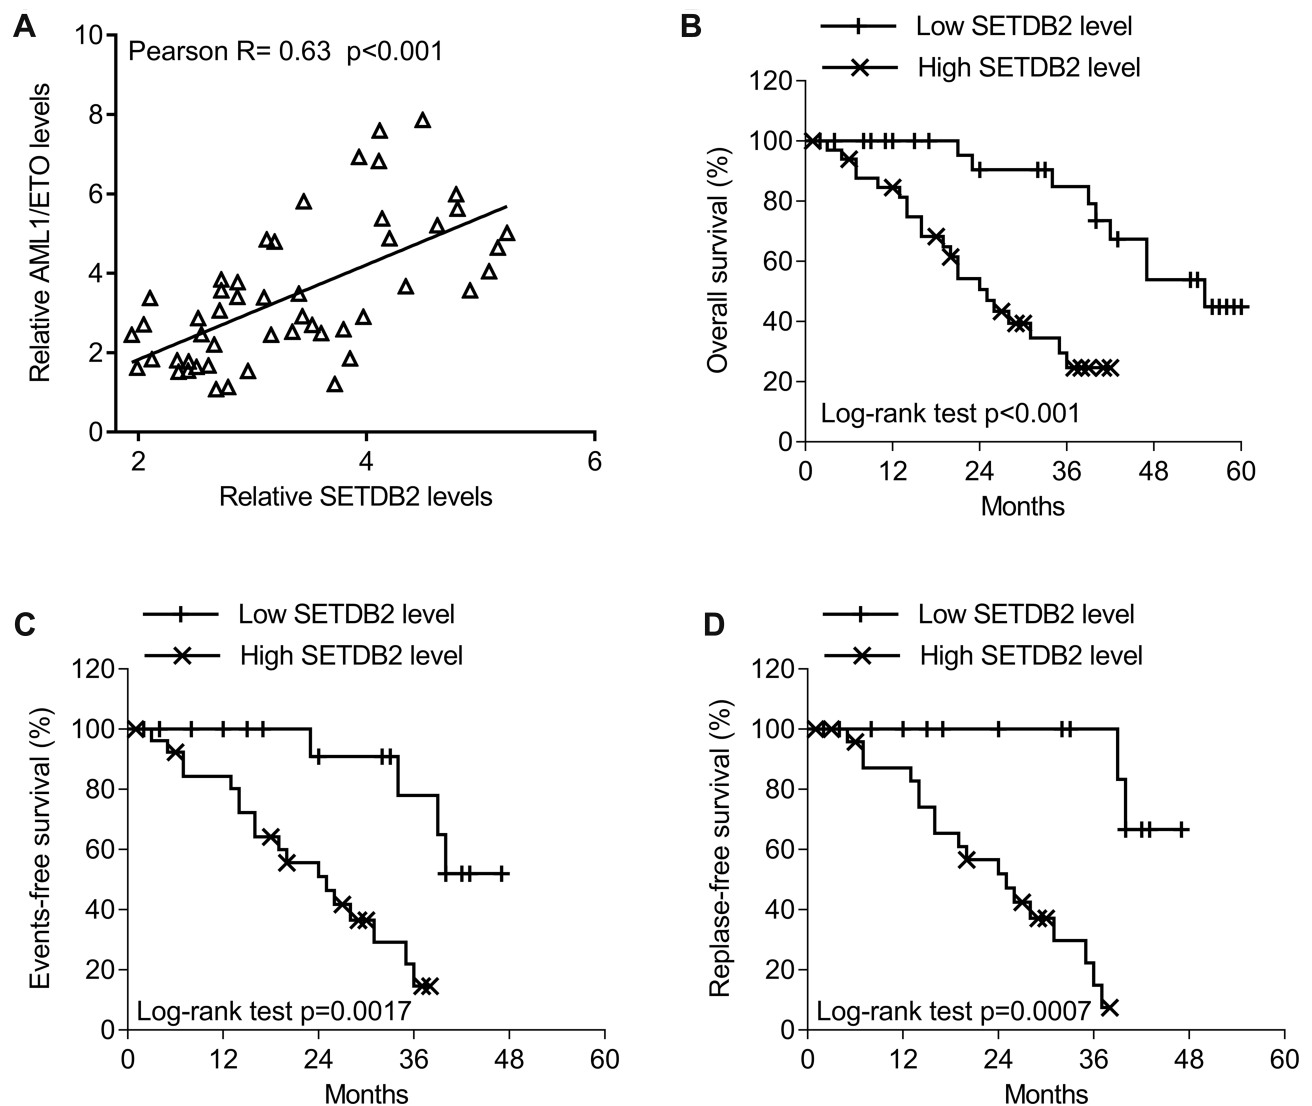 A
Pearson R= 0.63 p<0.001
10
8
6
4
2
0
Relative AML1/ETO levels
2 4 6
Relative SETDB2 levels
B
Low SETDB2 level
High SETDB2 level
120
100
80
60
40
20
0
Overall survival (%)
Log-rank test p<0.001
0 12 24 36 48 60
Months
C
Low SETDB2 level
High SETDB2 level
120
100
80
60
40
20
0
Events-free survival (%)
Log-rank test p=0.0017
0 12 24 36 48 60
Months
D
Low SETDB2 level
High SETDB2 level
120
100
80
60
40
20
0
Replase-free survival (%)
Log-rank test p=0.0007
0 12 24 36 48 60
Months